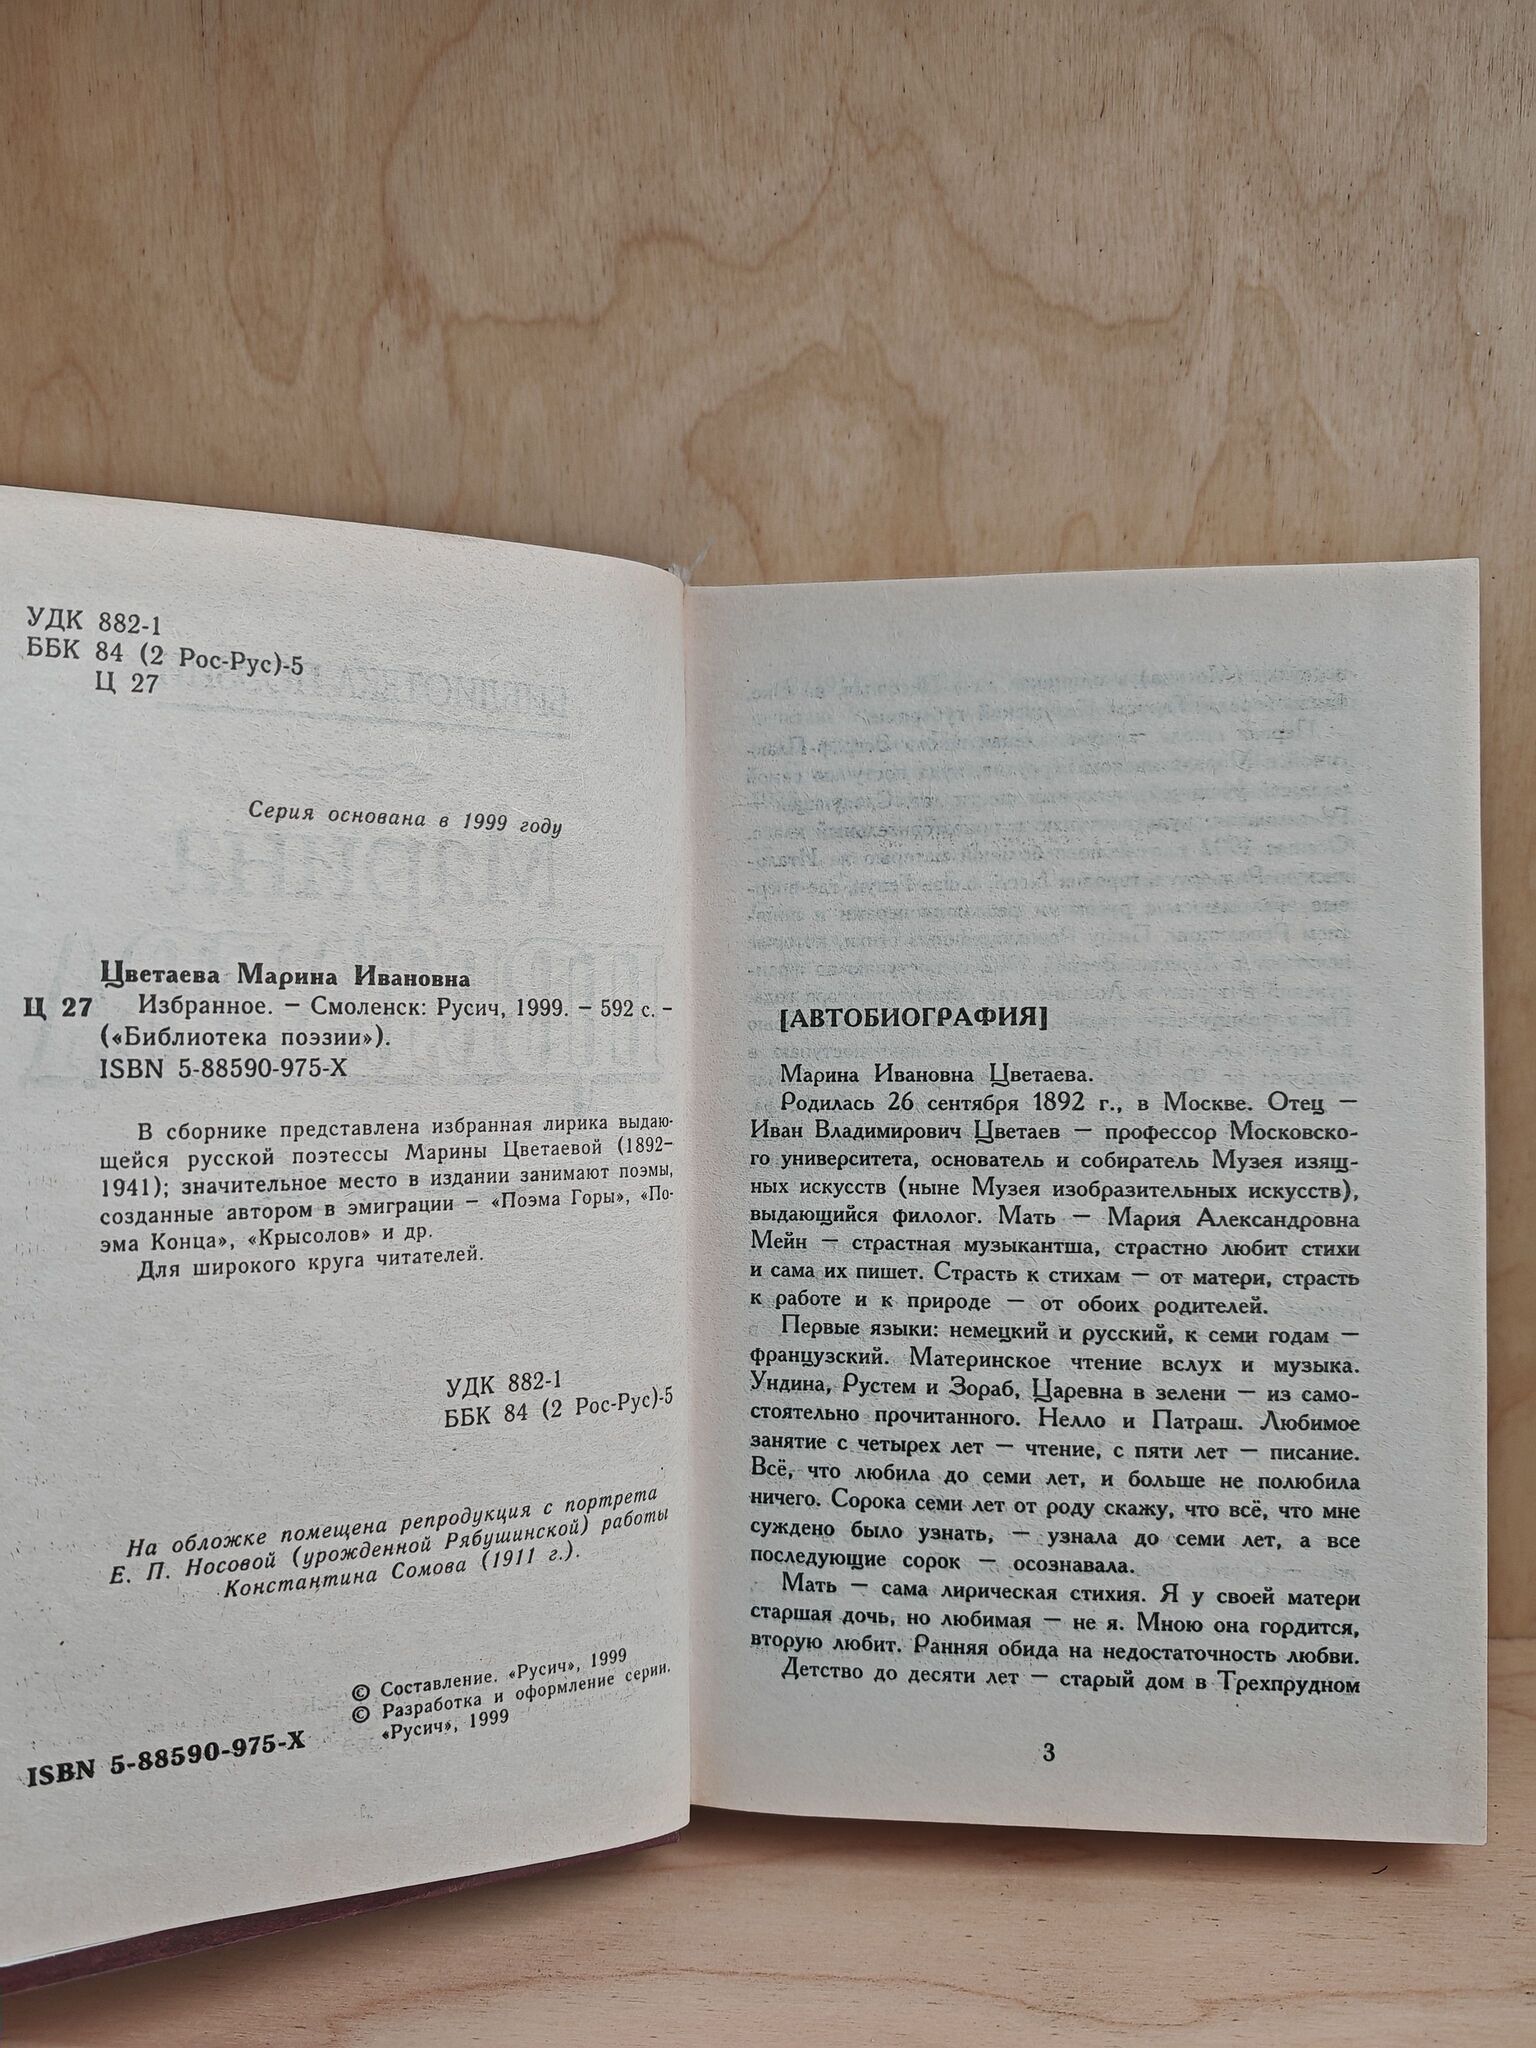 УДК 882-1
ББК 84 (2 Рос-Рус)-5
Ц 27
Серия основана в 1999 году
Цветаева Марина Ивановна
Ц 27 Избранное. — Смоленск: Русич, 1999. — 592 с. —
(«Библиотека поэзии»).
ISBN 5-88590-975-X
В сборнике представлена избранная лирика выдаю-
щейся русской поэтессы Марины Цветаевой (1892–
1941); значительное место в издании занимают поэмы,
созданные автором в эмиграции — «Поэма Горы», «По-
эма Конца», «Крысолов» и др.
Для широкого круга читателей.
УДК 882-1
ББК 84 (2 Рос-Рус)-5
На обложке помещена репродукция с портрета
Е. П. Носовой (урожденной Рябушинской) работы
Константина Сомова (1911 г.).
© Составление. «Русич», 1999
© Разработка и оформление серии.
«Русич», 1999
ISBN 5-88590-975-X
[АВТОБИОГРАФИЯ]
Марина Ивановна Цветаева.
Родилась 26 сентября 1892 г., в Москве. Отец —
Иван Владимирович Цветаев — профессор Московско-
го университета, основатель и собиратель Музея изящ-
ных искусств (ныне Музея изобразительных искусств),
выдающийся филолог. Мать — Мария Александровна
Мейн — страстная музыкантша, страстно любит стихи
и сама их пишет. Страсть к стихам — от матери, страсть
к работе и к природе — от обоих родителей.
Первые языки: немецкий и русский, к семи годам —
французский. Материнское чтение вслух и музыка.
Ундина, Рустем и Зораб, Царевна в зелени — из само-
стоятельно прочитанного. Нелло и Патраш. Любимое
занятие с четырех лет — чтение, с пяти лет — писание.
Всё, что любила до семи лет, и больше не полюбила
ничего. Сорока семи лет от роду скажу, что всё, что мне
суждено было узнать, — узнала до семи лет, а все
последующие сорок — осознавала.
Мать — сама лирическая стихия. Я у своей матери
старшая дочь, но любимая — не я. Мною она гордится,
вторую любит. Ранняя обида на недостаточность любви.
Детство до десяти лет — старый дом в Трехпрудном
3